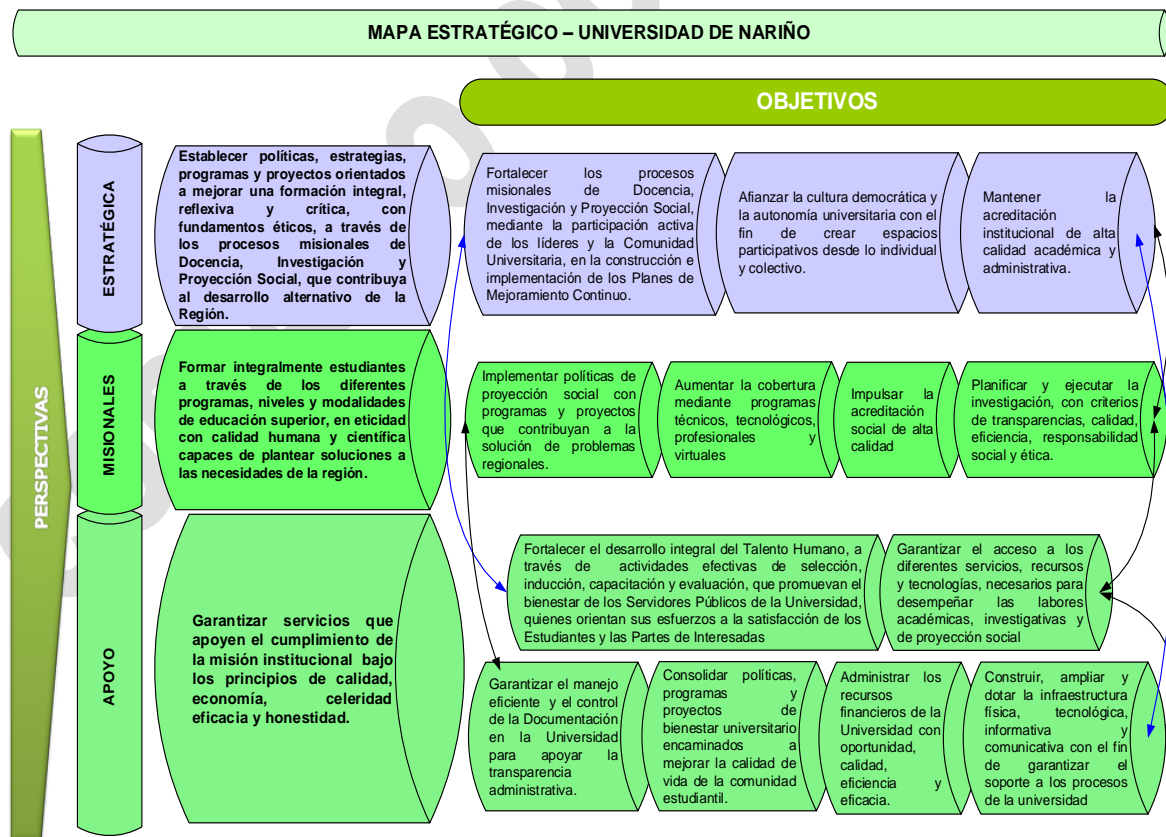 MAPA ESTRATÉGICO – UNIVERSIDAD DE NARIÑO
OBJETIVOS
PERSPECTIVAS
ESTRATÉGICA
Establecer políticas, estrategias,
programas y proyectos orientados
a mejorar una formación integral,
reflexiva y crítica, con
fundamentos éticos, a través de
los procesos misionales de
Docencia, Investigación y
Proyección Social, que contribuya
al desarrollo alternativo de la
Región.
Fortalecer los procesos
misionales de Docencia,
Investigación y Proyección Social,
mediante la participación activa
de los líderes y la Comunidad
Universitaria, en la construcción e
implementación de los Planes de
Mejoramiento Continuo.
Afianzar la cultura democrática y
la autonomía universitaria con el
fin de crear espacios
participativos desde lo individual
y colectivo.
Mantener la
acreditación
institucional de alta
calidad académica y
administrativa.
MISIONALES
Formar integralmente estudiantes
a través de los diferentes
programas, niveles y modalidades
de educación superior, en eticidad
con calidad humana y científica
capaces de plantear soluciones a
las necesidades de la región.
Implementar políticas de
proyección social con
programas y proyectos
que contribuyan a la
solución de problemas
regionales.
Aumentar la cobertura
mediante programas
técnicos, tecnológicos,
profesionales y
virtuales
Impulsar la
acreditación
social de alta
calidad
Planificar y ejecutar la
investigación, con criterios
de transparencias, calidad,
eficiencia, responsabilidad
social y ética.
APOYO
Garantizar servicios que
apoyen el cumplimiento de
la misión institucional bajo
los principios de calidad,
economía, celeridad
eficacia y honestidad.
Fortalecer el desarrollo integral del Talento Humano, a
través de actividades efectivas de selección,
inducción, capacitación y evaluación, que promuevan el
bienestar de los Servidores Públicos de la Universidad,
quienes orientan sus esfuerzos a la satisfacción de los
Estudiantes y las Partes de Interesadas
Garantizar el acceso a los
diferentes servicios, recursos
y tecnologías, necesarios para
desempeñar las labores
académicas, investigativas y
de proyección social
Garantizar el manejo
eficiente y el control
de la Documentación
en la Universidad
para apoyar la
transparencia
administrativa.
Consolidar políticas,
programas y
proyectos de
bienestar universitario
encaminados a
mejorar la calidad de
vida de la comunidad
estudiantil.
Administrar los
recursos
financieros de la
Universidad con
oportunidad,
calidad,
eficiencia y
eficacia.
Construir, ampliar y
dotar la infraestructura
física, tecnológica,
informativa y
comunicativa con el fin
de garantizar el
soporte a los procesos
de la universidad